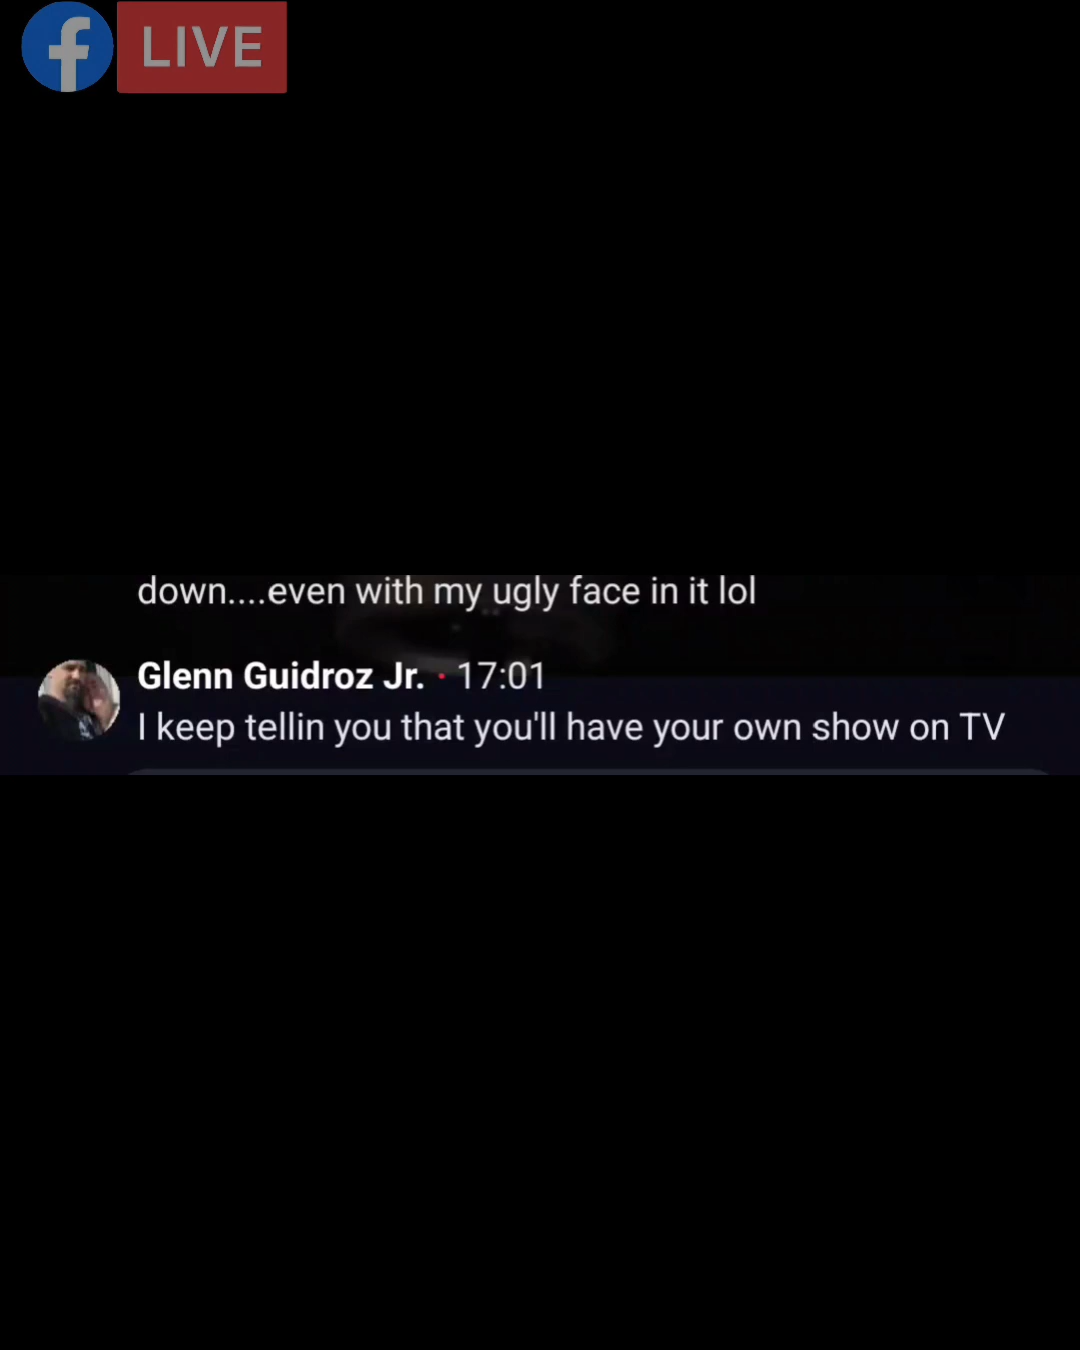 LIVE
down....even with my ugly face in it lol
Glenn Guidroz Jr. · 17:01
I keep tellin you that you'll have your own show on TV